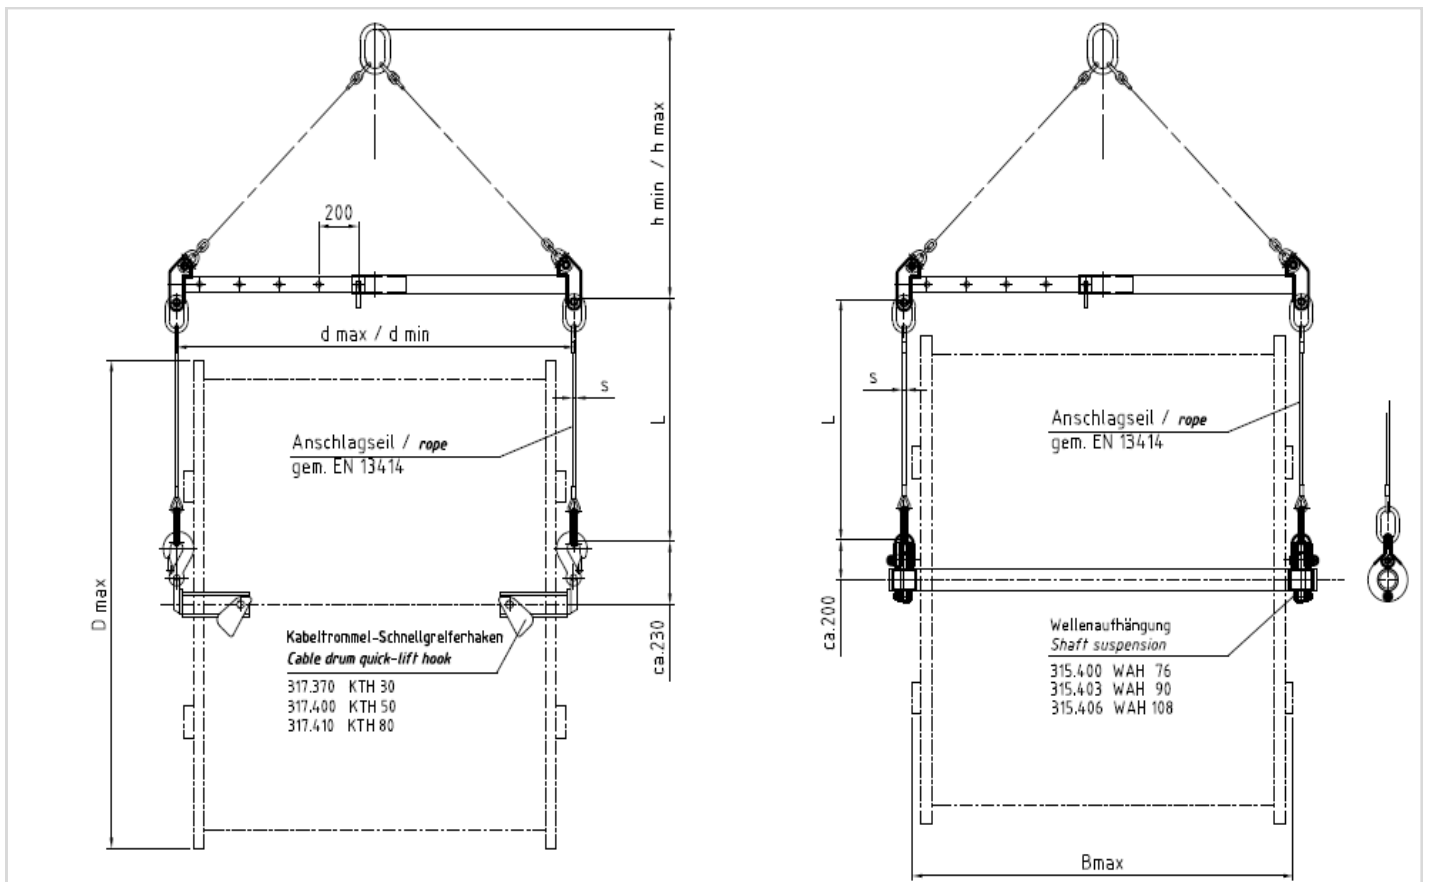 h min / h max
200
d max / d min
s
L
Anschlagseil / rope
gem. EN 13414
D max
ca.230
Kabeltrommel-Schnellgreiferhaken
Cable drum quick-lift hook
317.370 KTH 30
317.400 KTH 50
317.410 KTH 80
s
L
Anschlagseil / rope
gem. EN 13414
ca.200
Wellenaufhängung
Shaft suspension
315.400 WAH 76
315.403 WAH 90
315.406 WAH 108
Bmax